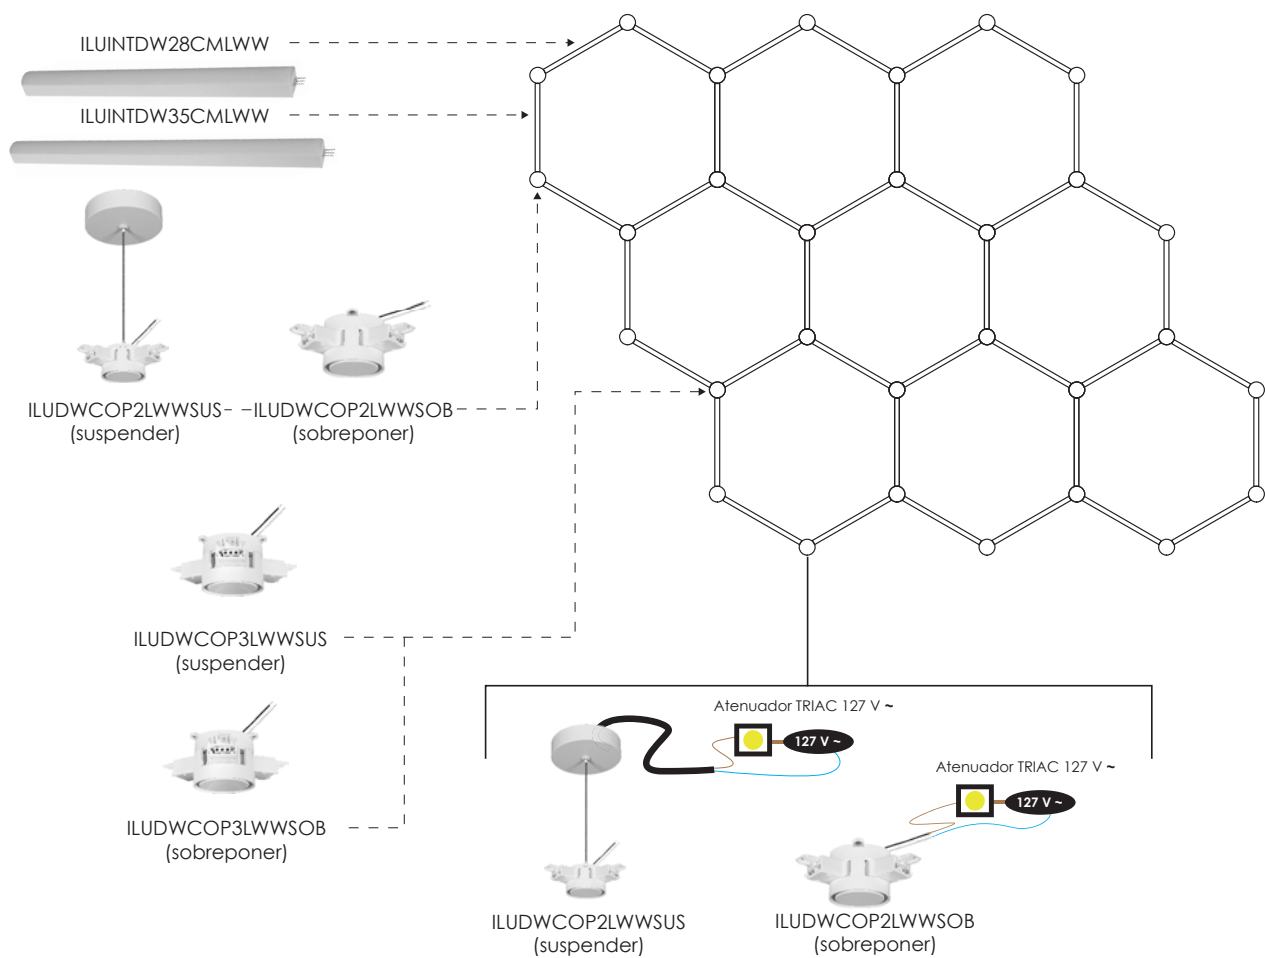 ILUINTDW28CMLWW
ILUINTDW35CMLWW
ILUDWCOP2LWWSUS
(suspender)
ILUDWCOP2LWWSOB
(sobreponer)
ILUDWCOP3LWWSUS
(suspender)
ILUDWCOP3LWWSOB
(sobreponer)
Atenuador TRIAC 127 V ~
127 V ~
Atenuador TRIAC 127 V ~
127 V ~
ILUDWCOP2LWWSUS
(suspender)
ILUDWCOP2LWWSOB
(sobreponer)